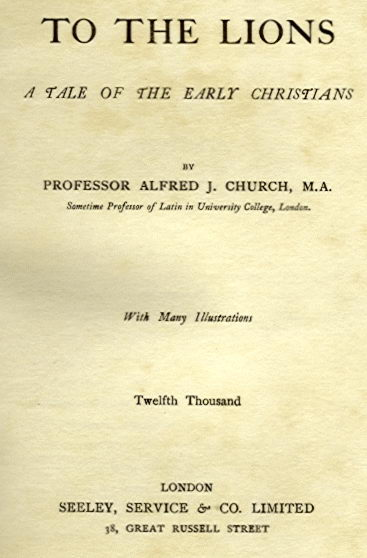 TO THE LIONS
A TALE OF THE EARLY CHRISTIANS
BY
PROFESSOR ALFRED J. CHURCH, M.A.
Sometime Professor of Latin in University College, London.
With Many Illustrations
Twelfth Thousand
LONDON
SEELEY, SERVICE & CO. LIMITED
38, GREAT RUSSELL STREET